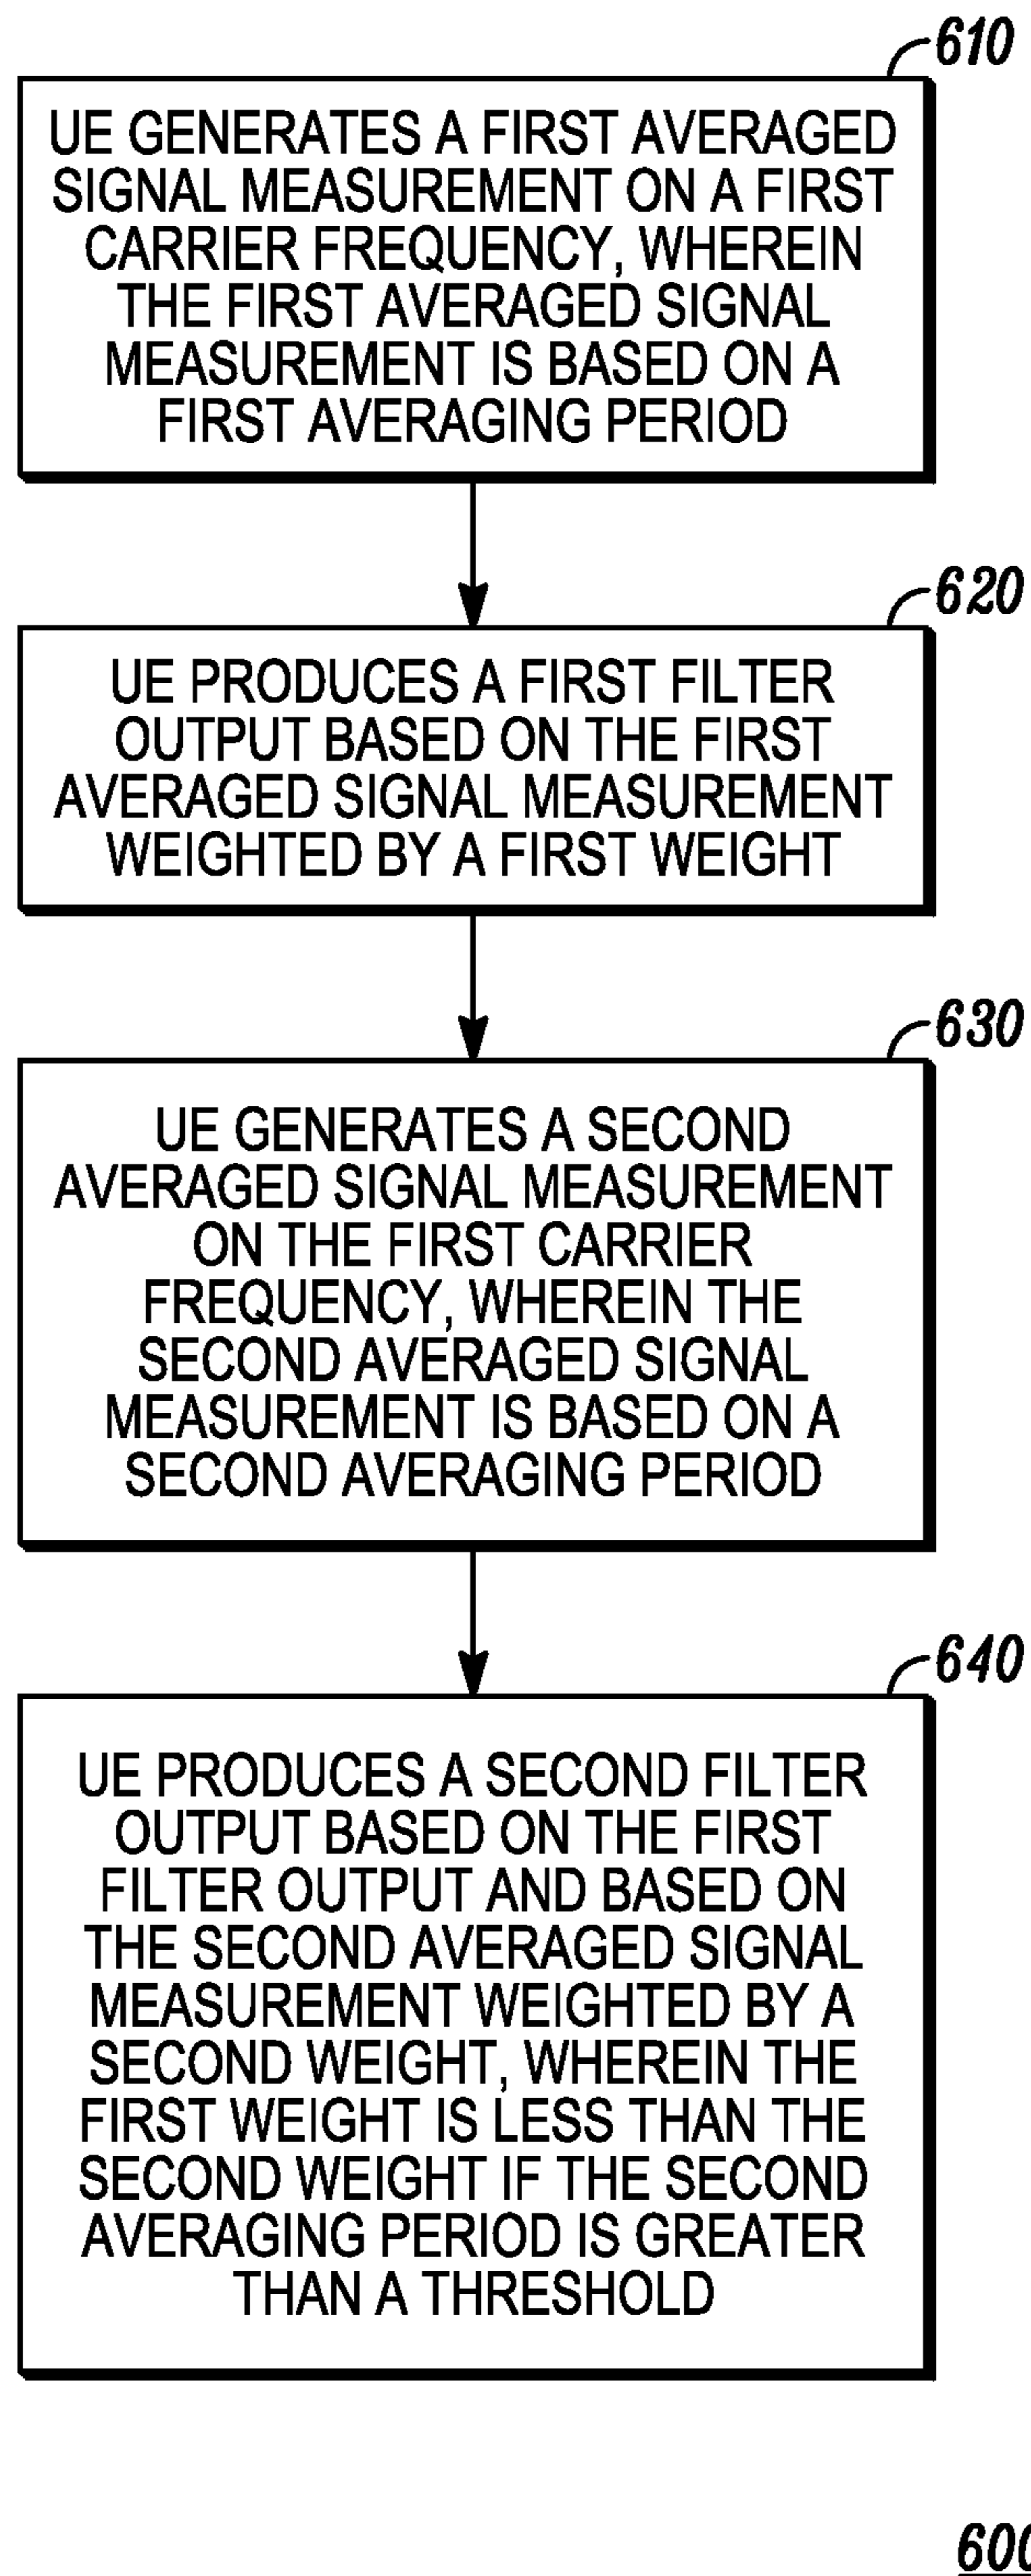 610
UE GENERATES A FIRST AVERAGED
SIGNAL MEASUREMENT ON A FIRST
CARRIER FREQUENCY, WHEREIN
THE FIRST AVERAGED SIGNAL
MEASUREMENT IS BASED ON A
FIRST AVERAGING PERIOD
620
UE PRODUCES A FIRST FILTER
OUTPUT BASED ON THE FIRST
AVERAGED SIGNAL MEASUREMENT
WEIGHTED BY A FIRST WEIGHT
630
UE GENERATES A SECOND
AVERAGED SIGNAL MEASUREMENT
ON THE FIRST CARRIER
FREQUENCY, WHEREIN THE
SECOND AVERAGED SIGNAL
MEASUREMENT IS BASED ON A
SECOND AVERAGING PERIOD
640
UE PRODUCES A SECOND FILTER
OUTPUT BASED ON THE FIRST
FILTER OUTPUT AND BASED ON
THE SECOND AVERAGED SIGNAL
MEASUREMENT WEIGHTED BY A
SECOND WEIGHT, WHEREIN THE
FIRST WEIGHT IS LESS THAN THE
SECOND WEIGHT IF THE SECOND
AVERAGING PERIOD IS GREATER
THAN A THRESHOLD
600